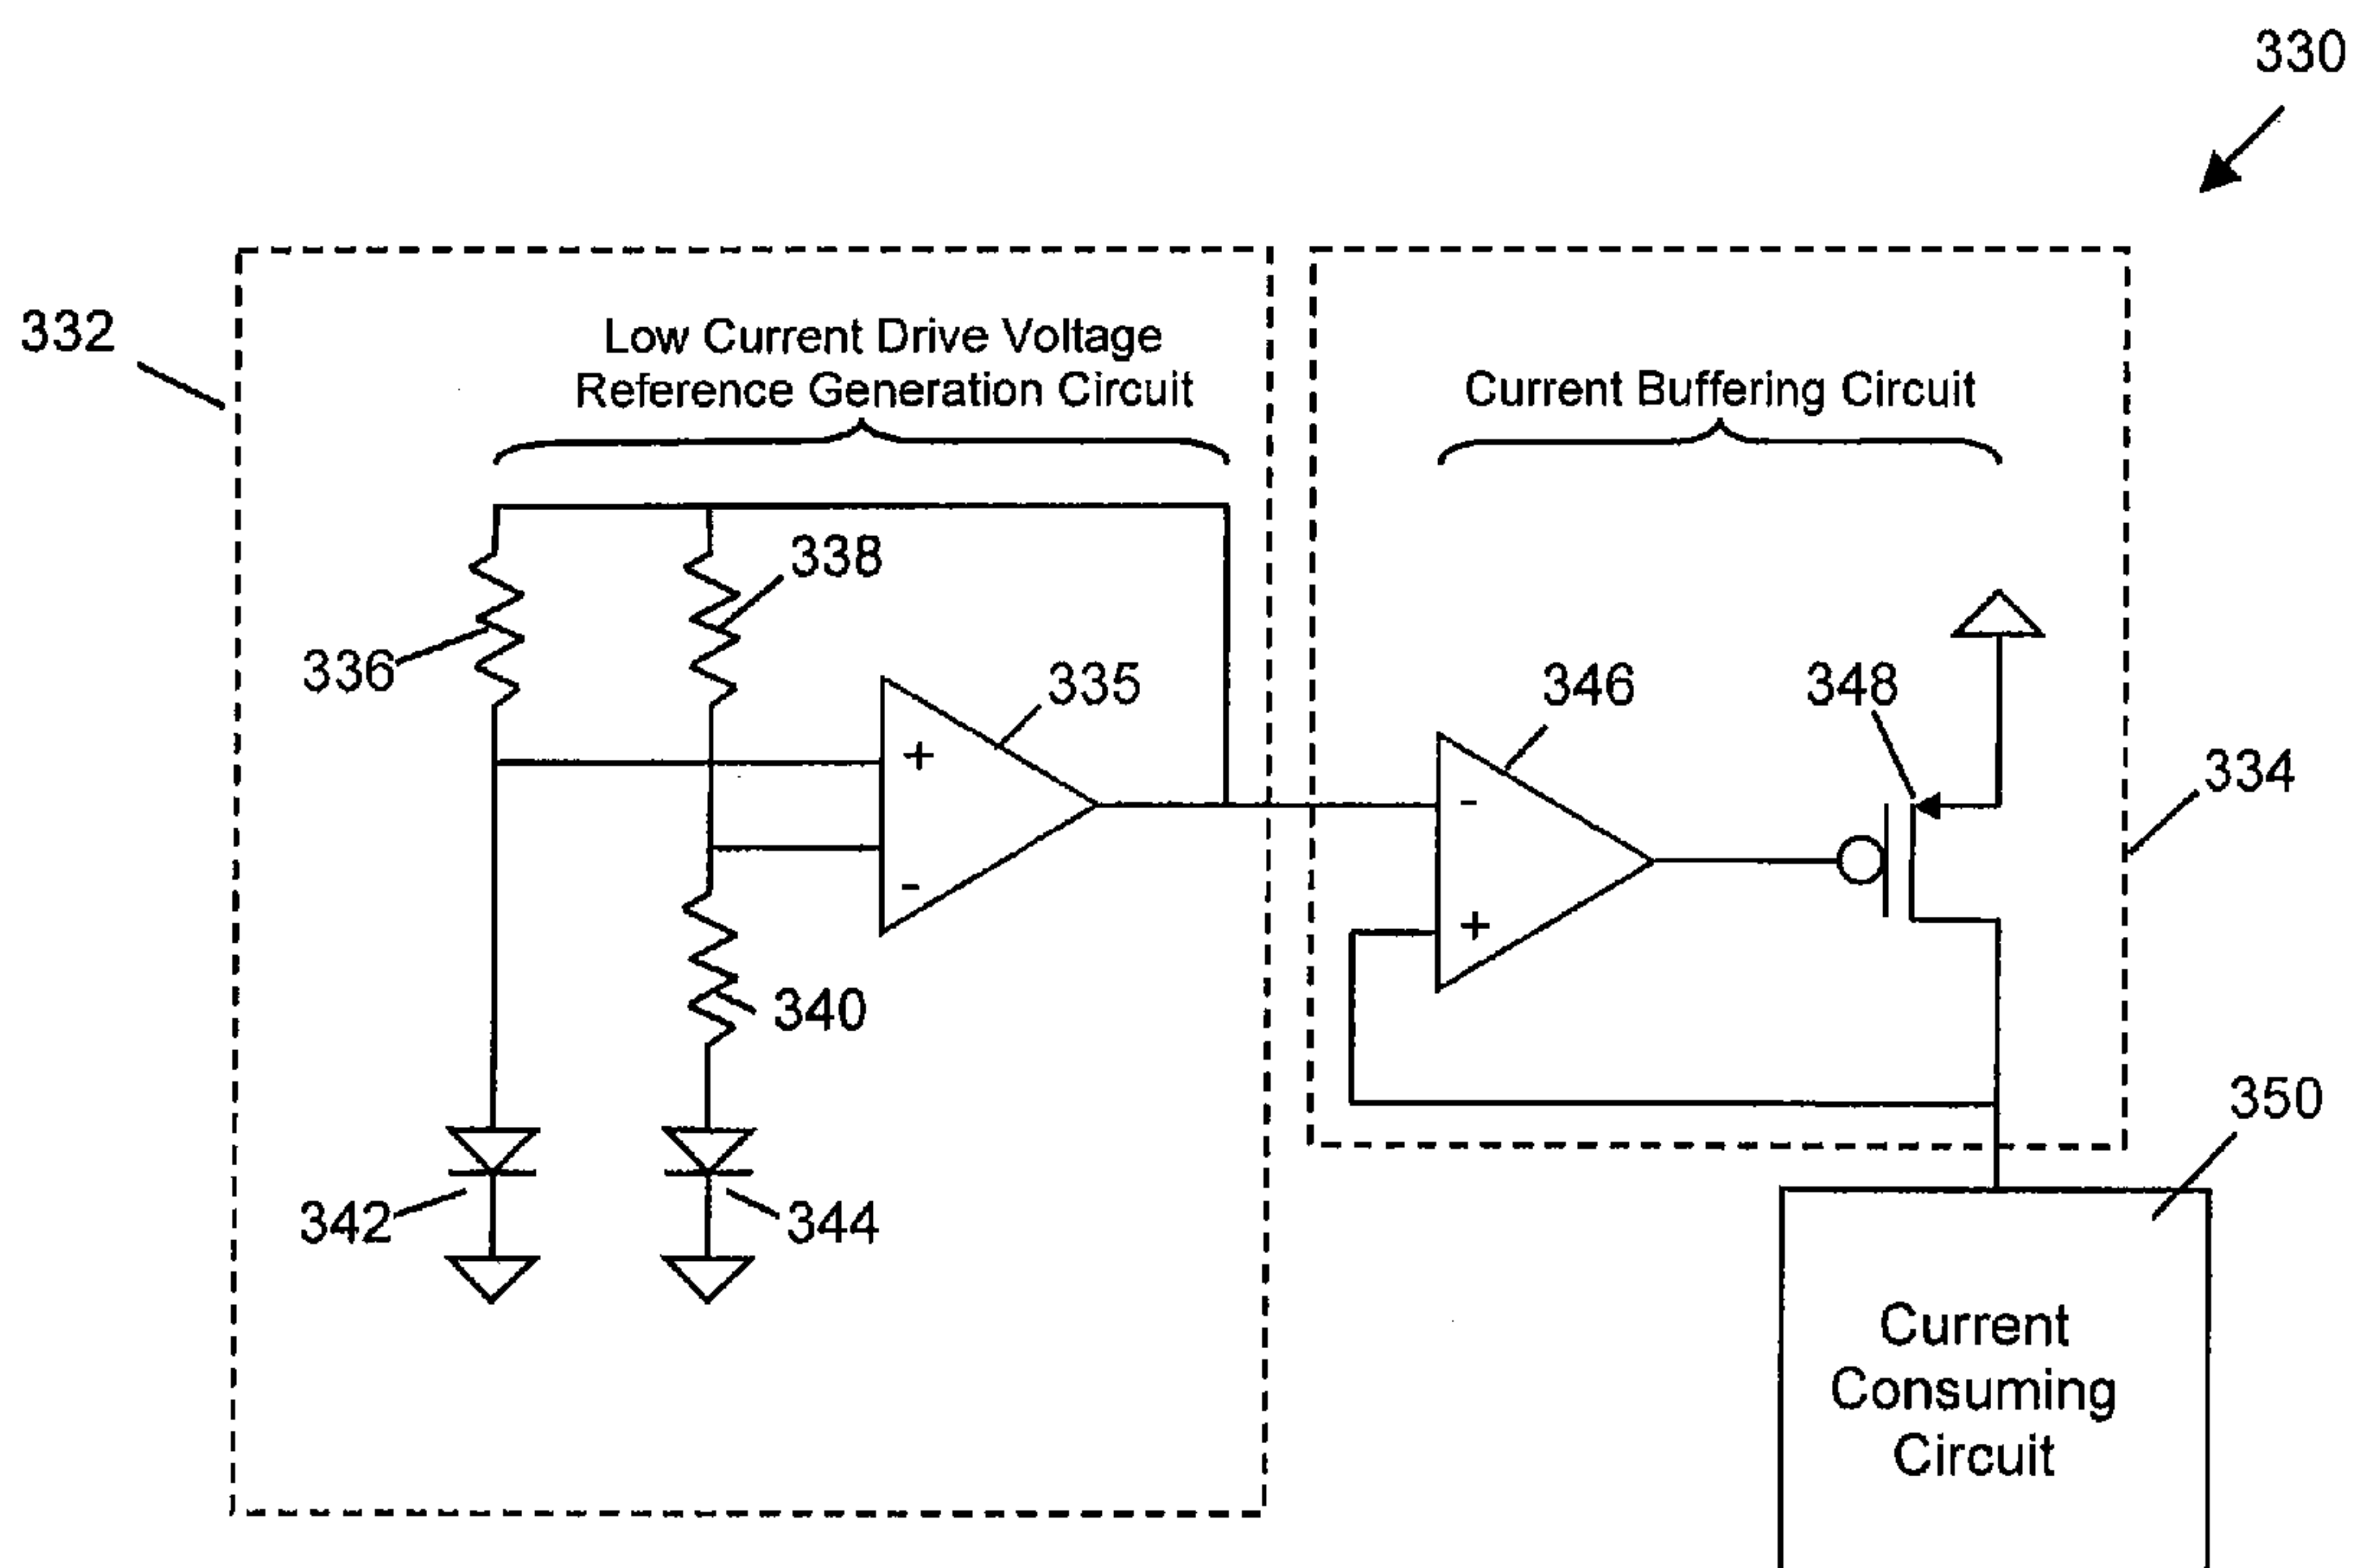 330
332
Low Current Drive Voltage
Reference Generation Circuit
Current Buffering Circuit
338
336
335
346
348
334
+
-
-
+
340
350
342
344
Current
Consuming
Circuit